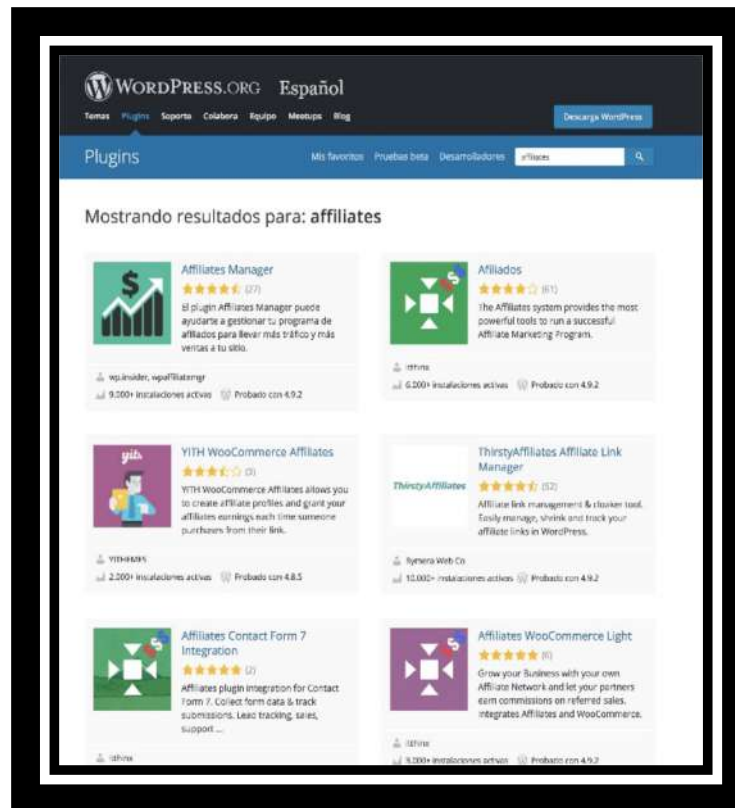 WORDPRESS.ORG Español
Temas Plugins Soporte Colabora Equipo Meetups Blog
Descarga WordPress
Plugins
Mis favoritos Pruebas beta Desarrolladores
Mostrando resultados para: affiliates
Affiliates Manager
(27)
El plugin Affiliates Manager puede
ayudarte a gestionar tu programa de
afiliados para llevar más tráfico y más
ventas a tu sitio.
wp.insider, wpaffiliatemgr
9.000+ instalaciones activas Probado con 4.9.2
Afiliados
(61)
The Affiliates system provides the most
powerful tools to run a successful
Affiliate Marketing Program.
itthinx
6.000+ instalaciones activas Probado con 4.9.2
yith
YITH WooCommerce Affiliates
(3)
YITH WooCommerce Affiliates allows you
to create affiliate profiles and grant your
affiliates earnings each time someone
purchases from their link.
YITHEMES
2.000+ instalaciones activas Probado con 4.8.5
ThirstyAffiliates
ThirstyAffiliates Affiliate Link
Manager
(52)
Affiliate link management & cloaker tool.
Easily manage, shrink and track your
affiliate links in WordPress.
Rymera Web Co
10.000+ instalaciones activas Probado con 4.9.2
Affiliates Contact Form 7
Integration
(2)
Affiliates plugin integration for Contact
Form 7. Collect form data & track
submissions. Lead tracking, sales,
support ...
itthinx
Affiliates WooCommerce Light
(6)
Grow your Business with your own
Affiliate Network and let your partners
earn commissions on referred sales.
Integrates Affiliates and WooCommerce.
itthinx
3.000+ instalaciones activas Probado con 4.9.2